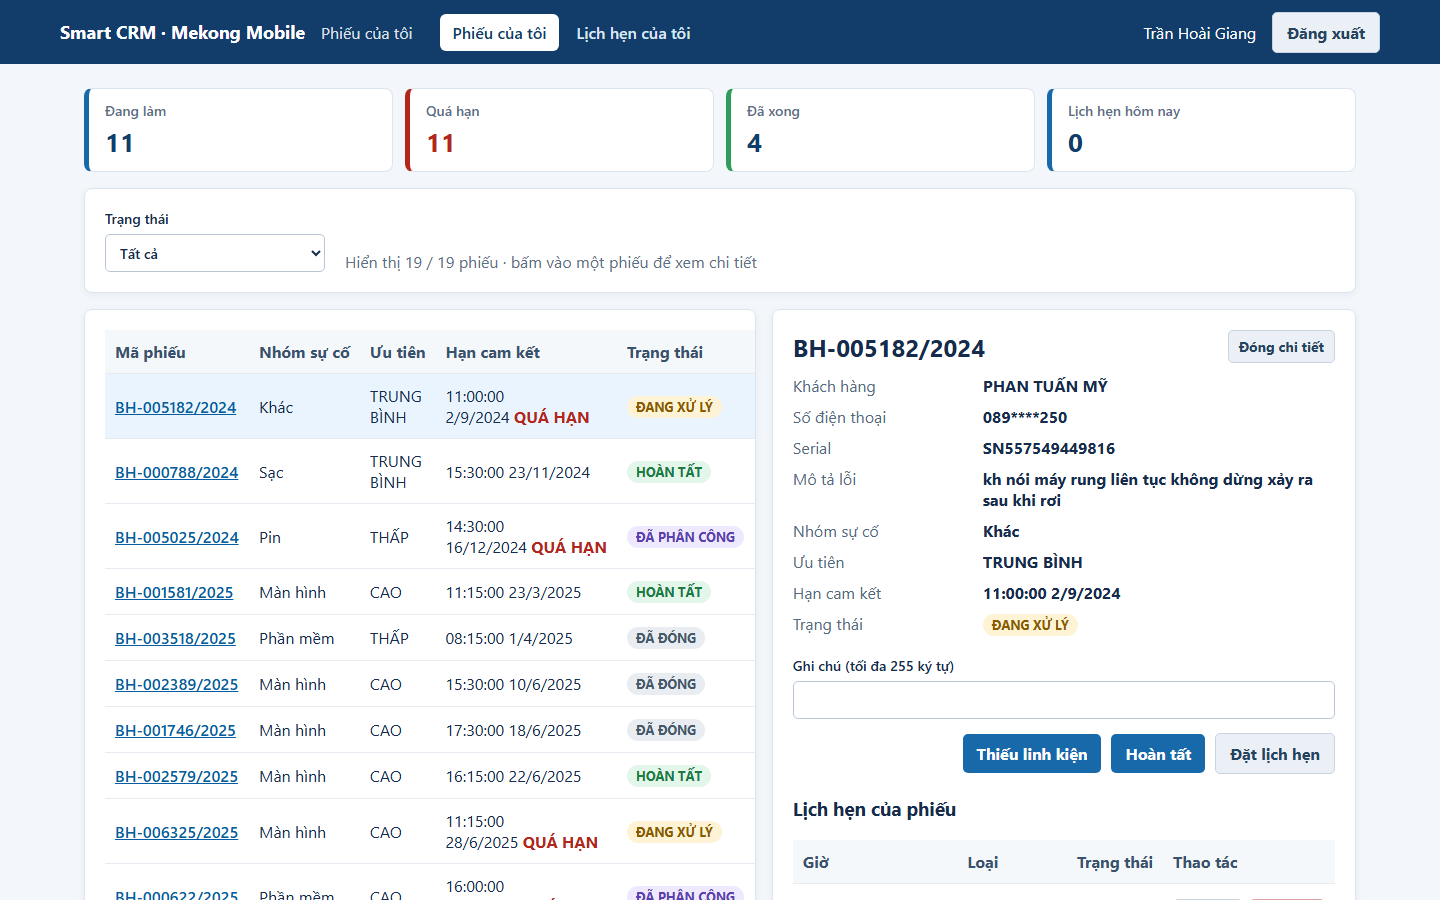 Smart CRM · Mekong Mobile Phiếu của tôi Phiếu của tôi Lịch hẹn của tôi Trần Hoài Giang Đăng xuất
Đang làm
11
Quá hạn
11
Đã xong
4
Lịch hẹn hôm nay
0
Trạng thái
Tất cả
Hiển thị 19 / 19 phiếu · bấm vào một phiếu để xem chi tiết
Mã phiếu Nhóm sự cố Ưu tiên Hạn cam kết Trạng thái
BH-005182/2024 Khác TRUNG BÌNH 11:00:00 2/9/2024 QUÁ HẠN ĐANG XỬ LÝ
BH-000788/2024 Sạc TRUNG BÌNH 15:30:00 23/11/2024 HOÀN TẤT
BH-005025/2024 Pin THẤP 14:30:00 16/12/2024 QUÁ HẠN ĐÃ PHÂN CÔNG
BH-001581/2025 Màn hình CAO 11:15:00 23/3/2025 HOÀN TẤT
BH-003518/2025 Phần mềm THẤP 08:15:00 1/4/2025 ĐÃ ĐÓNG
BH-002389/2025 Màn hình CAO 15:30:00 10/6/2025 ĐÃ ĐÓNG
BH-001746/2025 Màn hình CAO 17:30:00 18/6/2025 ĐÃ ĐÓNG
BH-002579/2025 Màn hình CAO 16:15:00 22/6/2025 HOÀN TẤT
BH-006325/2025 Màn hình CAO 11:15:00 28/6/2025 QUÁ HẠN ĐANG XỬ LÝ
BH-000622/2025 Phần mềm CAO 16:00:00 ĐÃ PHÂN CÔNG
BH-005182/2024 Đóng chi tiết
Khách hàng PHAN TUẤN MỸ
Số điện thoại 089****250
Serial SN557549449816
Mô tả lỗi kh nói máy rung liên tục không dừng xảy ra
sau khi rơi
Nhóm sự cố Khác
Ưu tiên TRUNG BÌNH
Hạn cam kết 11:00:00 2/9/2024
Trạng thái ĐANG XỬ LÝ
Ghi chú (tối đa 255 ký tự)
Thiếu linh kiện Hoàn tất Đặt lịch hẹn
Lịch hẹn của phiếu
Giờ Loại Trạng thái Thao tác